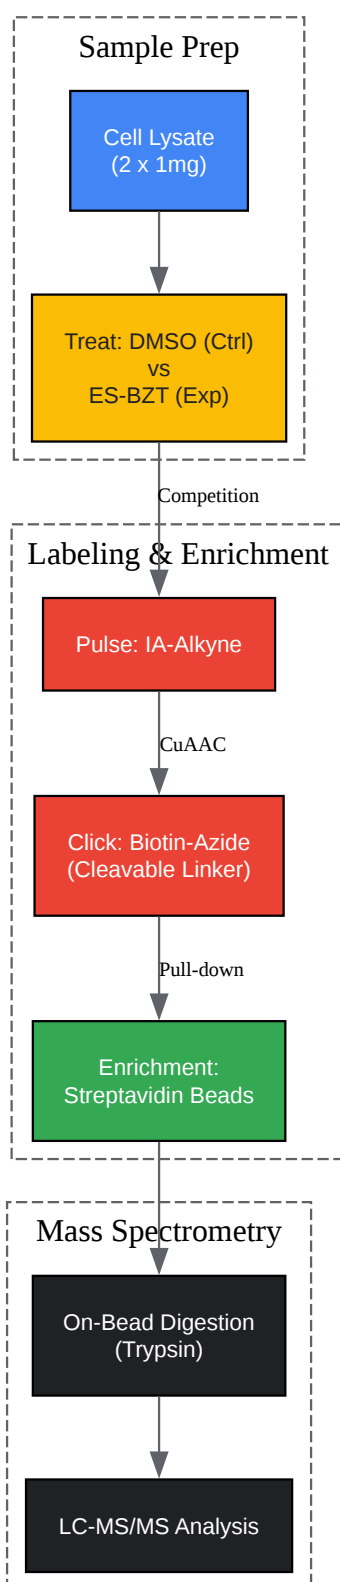 Sample Prep
Cell Lysate
(2 x 1mg)
Treat: DMSO (Ctrl)
vs
ES-BZT (Exp)
Competition
Labeling & Enrichment
Pulse: IA-Alkyne
CuAAC
Click: Biotin-Azide
(Cleavable Linker)
Pull-down
Enrichment:
Streptavidin Beads
Mass Spectrometry
On-Bead Digestion
(Trypsin)
LC-MS/MS Analysis